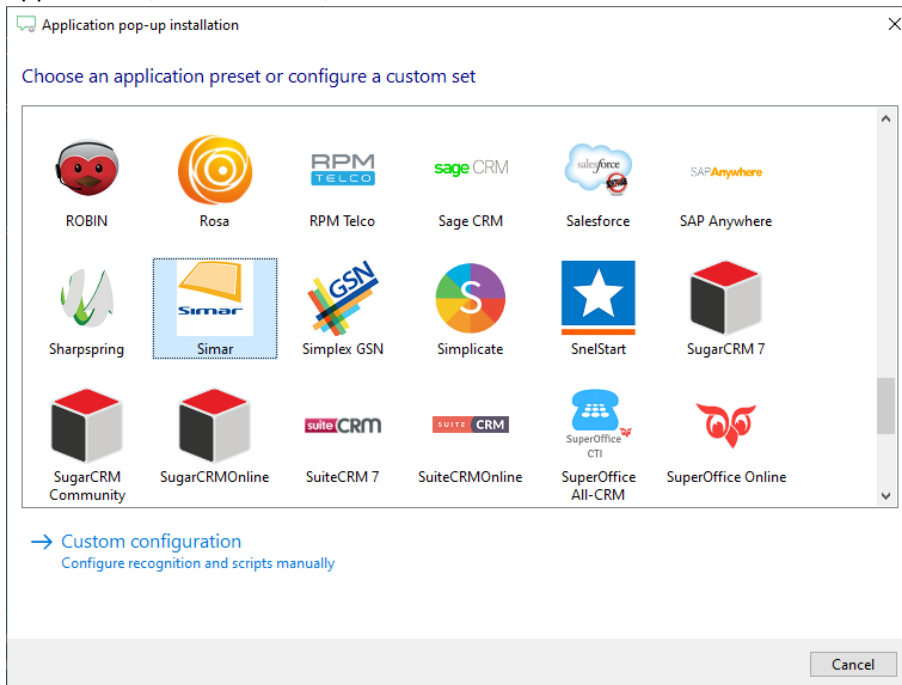 Application pop-up installation
Choose an application preset or configure a custom set
RPM
TELCO
sage CRM
salesforce
SAP Anywhere
ROBIN
Rosa
RPM Telco
Sage CRM
Salesforce
SAP Anywhere
Simar
GSN
S
Sharpspring
Simar
Simplex GSN
Simplicate
SnelStart
SugarCRM 7
suite CRM
SUITE CRM
SuperOffice
CTI
SugarCRM
Community
SugarCRMOnline
SuiteCRM 7
SuiteCRMOnline
SuperOffice
All-CRM
SuperOffice Online
Custom configuration
Configure recognition and scripts manually
Cancel